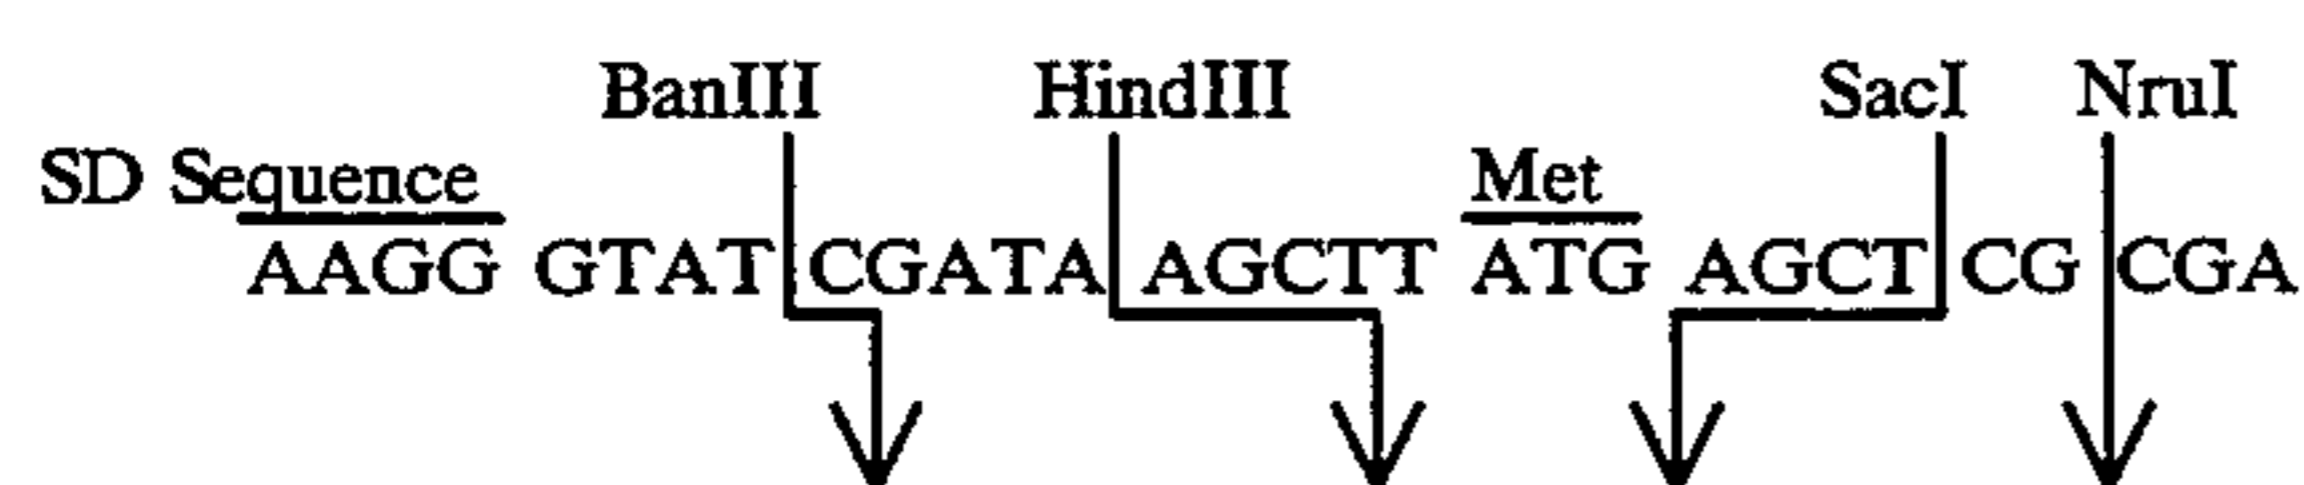 BanIII HindIII SacI NruI
SD Sequence Met
AAGG GTAT CGATA AGCTT ATG AGCT CG CGA